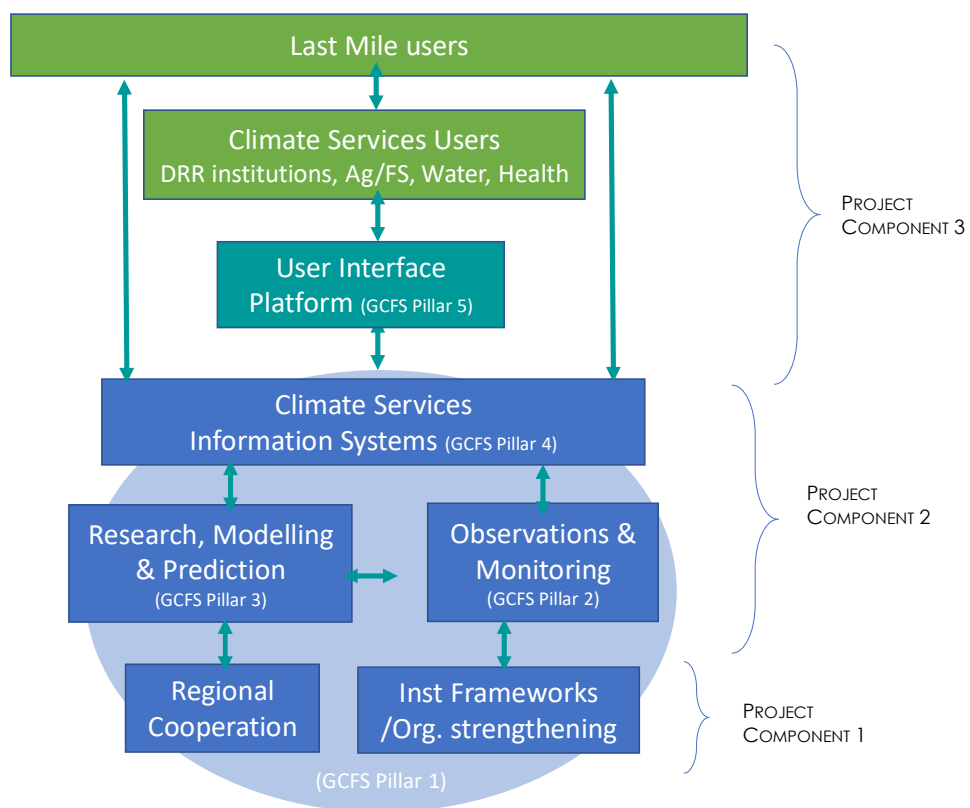 Last Mile users
Climate Services Users
DRR institutions, Ag/FS, Water, Health
User Interface
Platform (GCFS Pillar 5)
PROJECT
COMPONENT 3
Climate Services
Information Systems (GCFS Pillar 4)
Research, Modelling
& Prediction
(GCFS Pillar 3)
Observations &
Monitoring
(GCFS Pillar 2)
PROJECT
COMPONENT 2
Regional
Cooperation
Inst Frameworks
/Org. strengthening
PROJECT
COMPONENT 1
(GCFS Pillar 1)